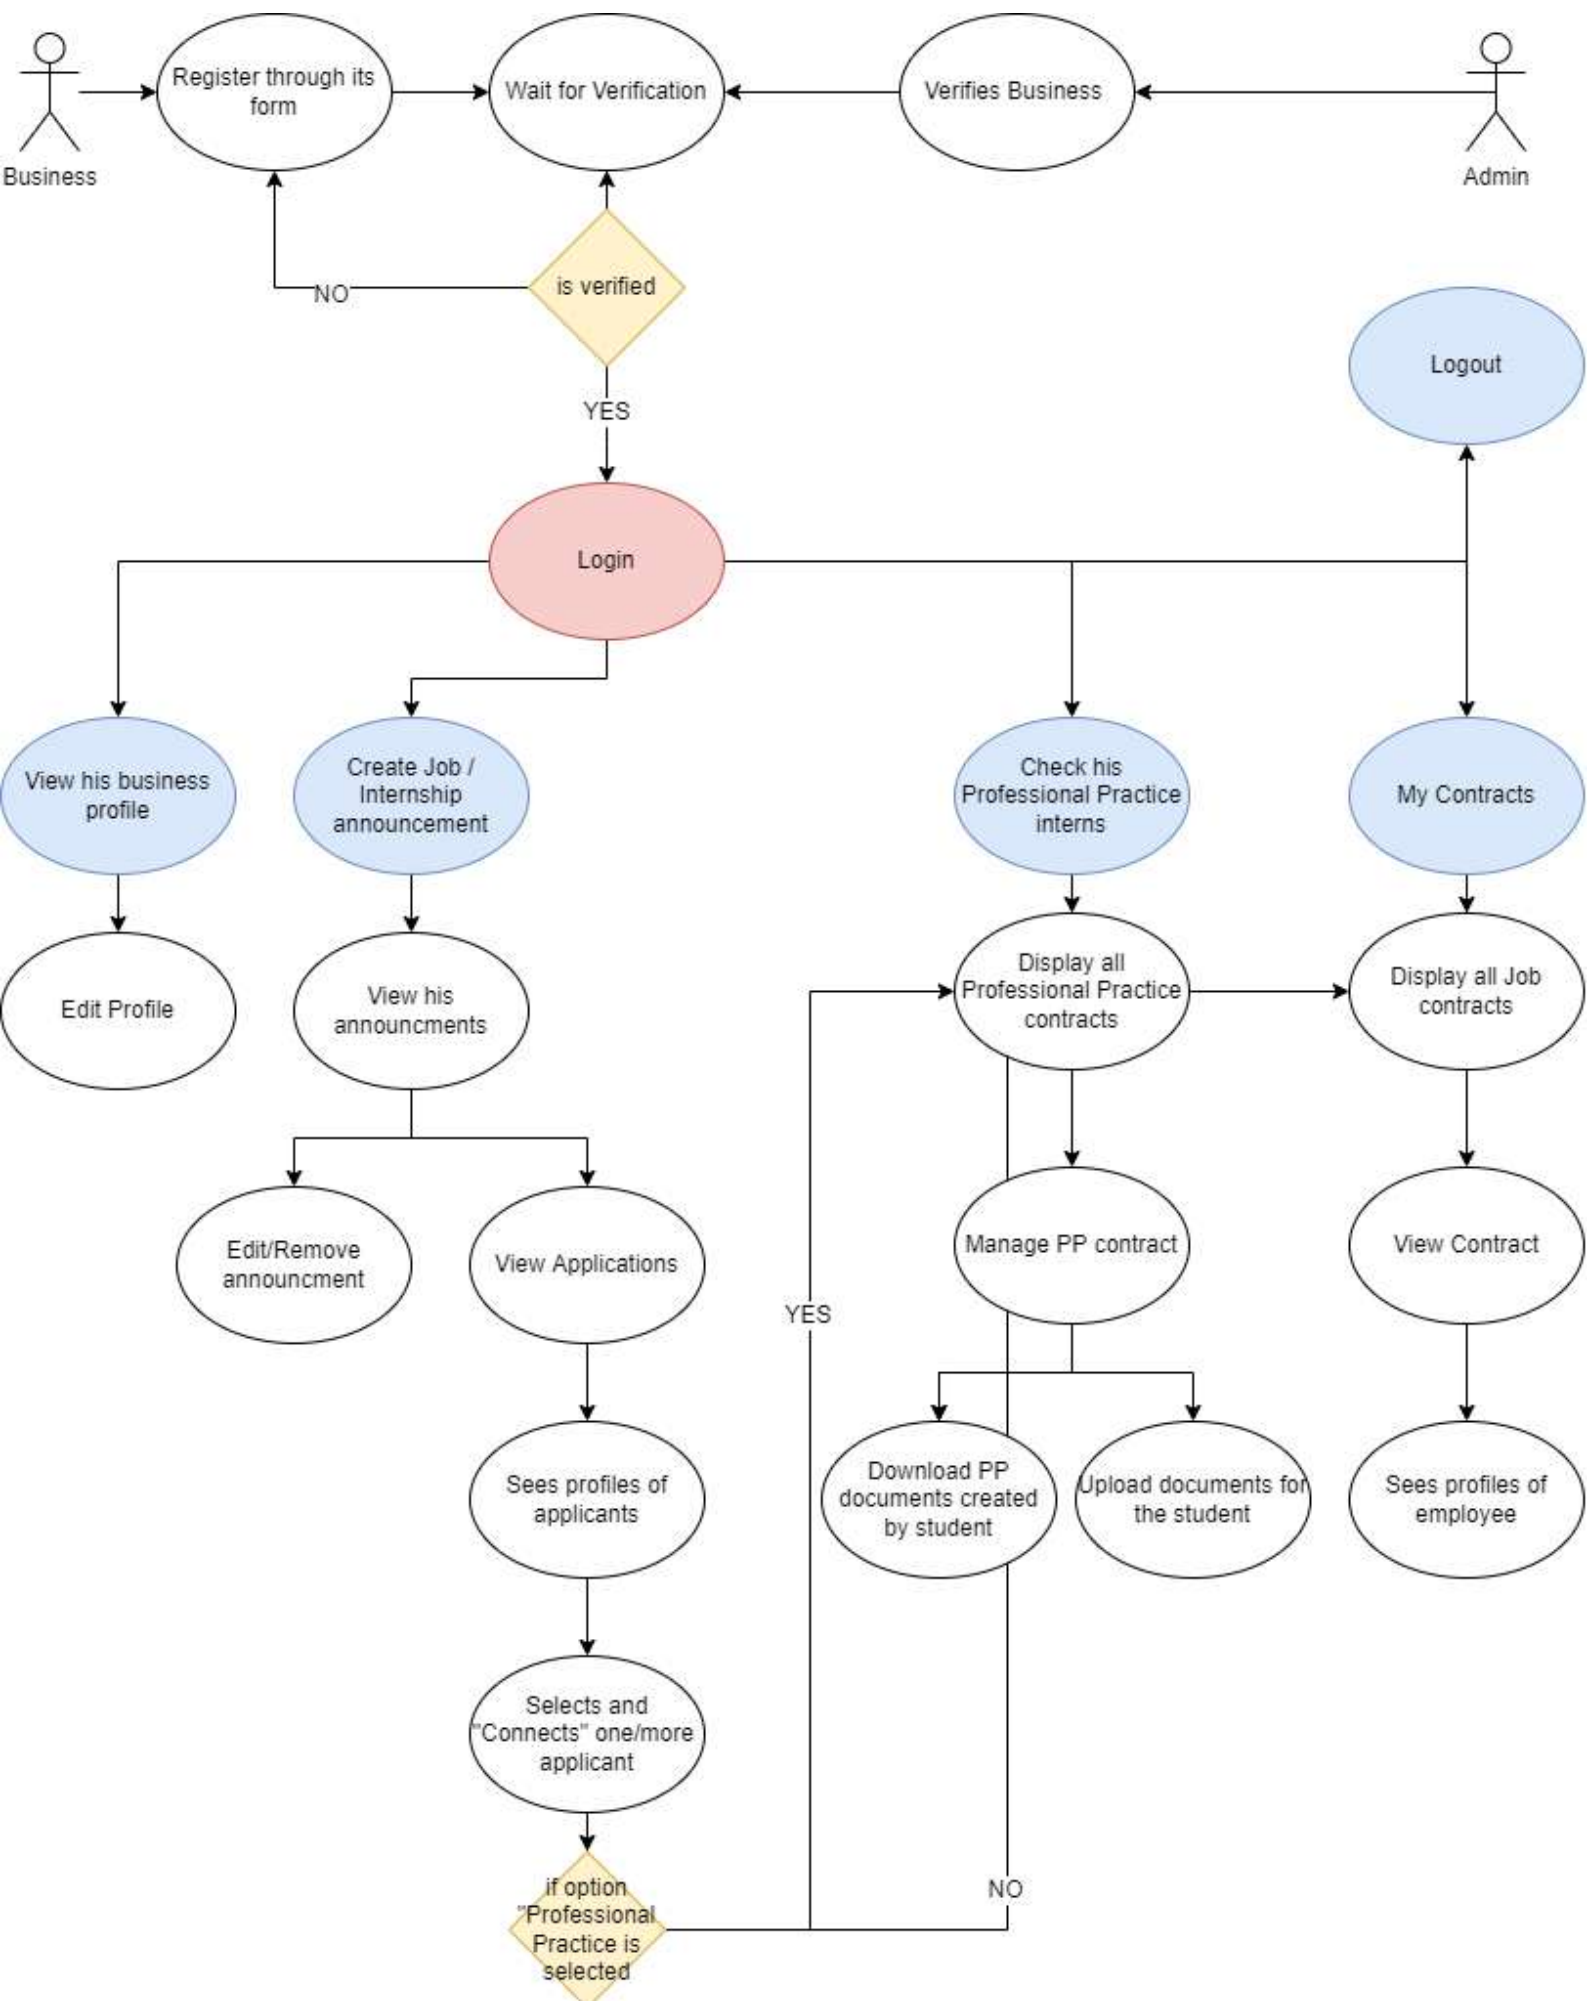 Register through its
form
Wait for Verification
Verifies Business
Business
Admin
is verified
NO
Logout
YES
Login
View his business
profile
Create Job /
Internship
announcement
Check his
Professional Practice
interns
My Contracts
Edit Profile
View his
announcments
Display all
Professional Practice
contracts
Display all Job
contracts
Edit/Remove
announcment
View Applications
Manage PP contract
View Contract
YES
Sees profiles of
applicants
Download PP
documents created
by student
Upload documents for
the student
Sees profiles of
employee
Selects and
"Connects" one/more
applicant
if option
"Professional
Practice is
selected
NO